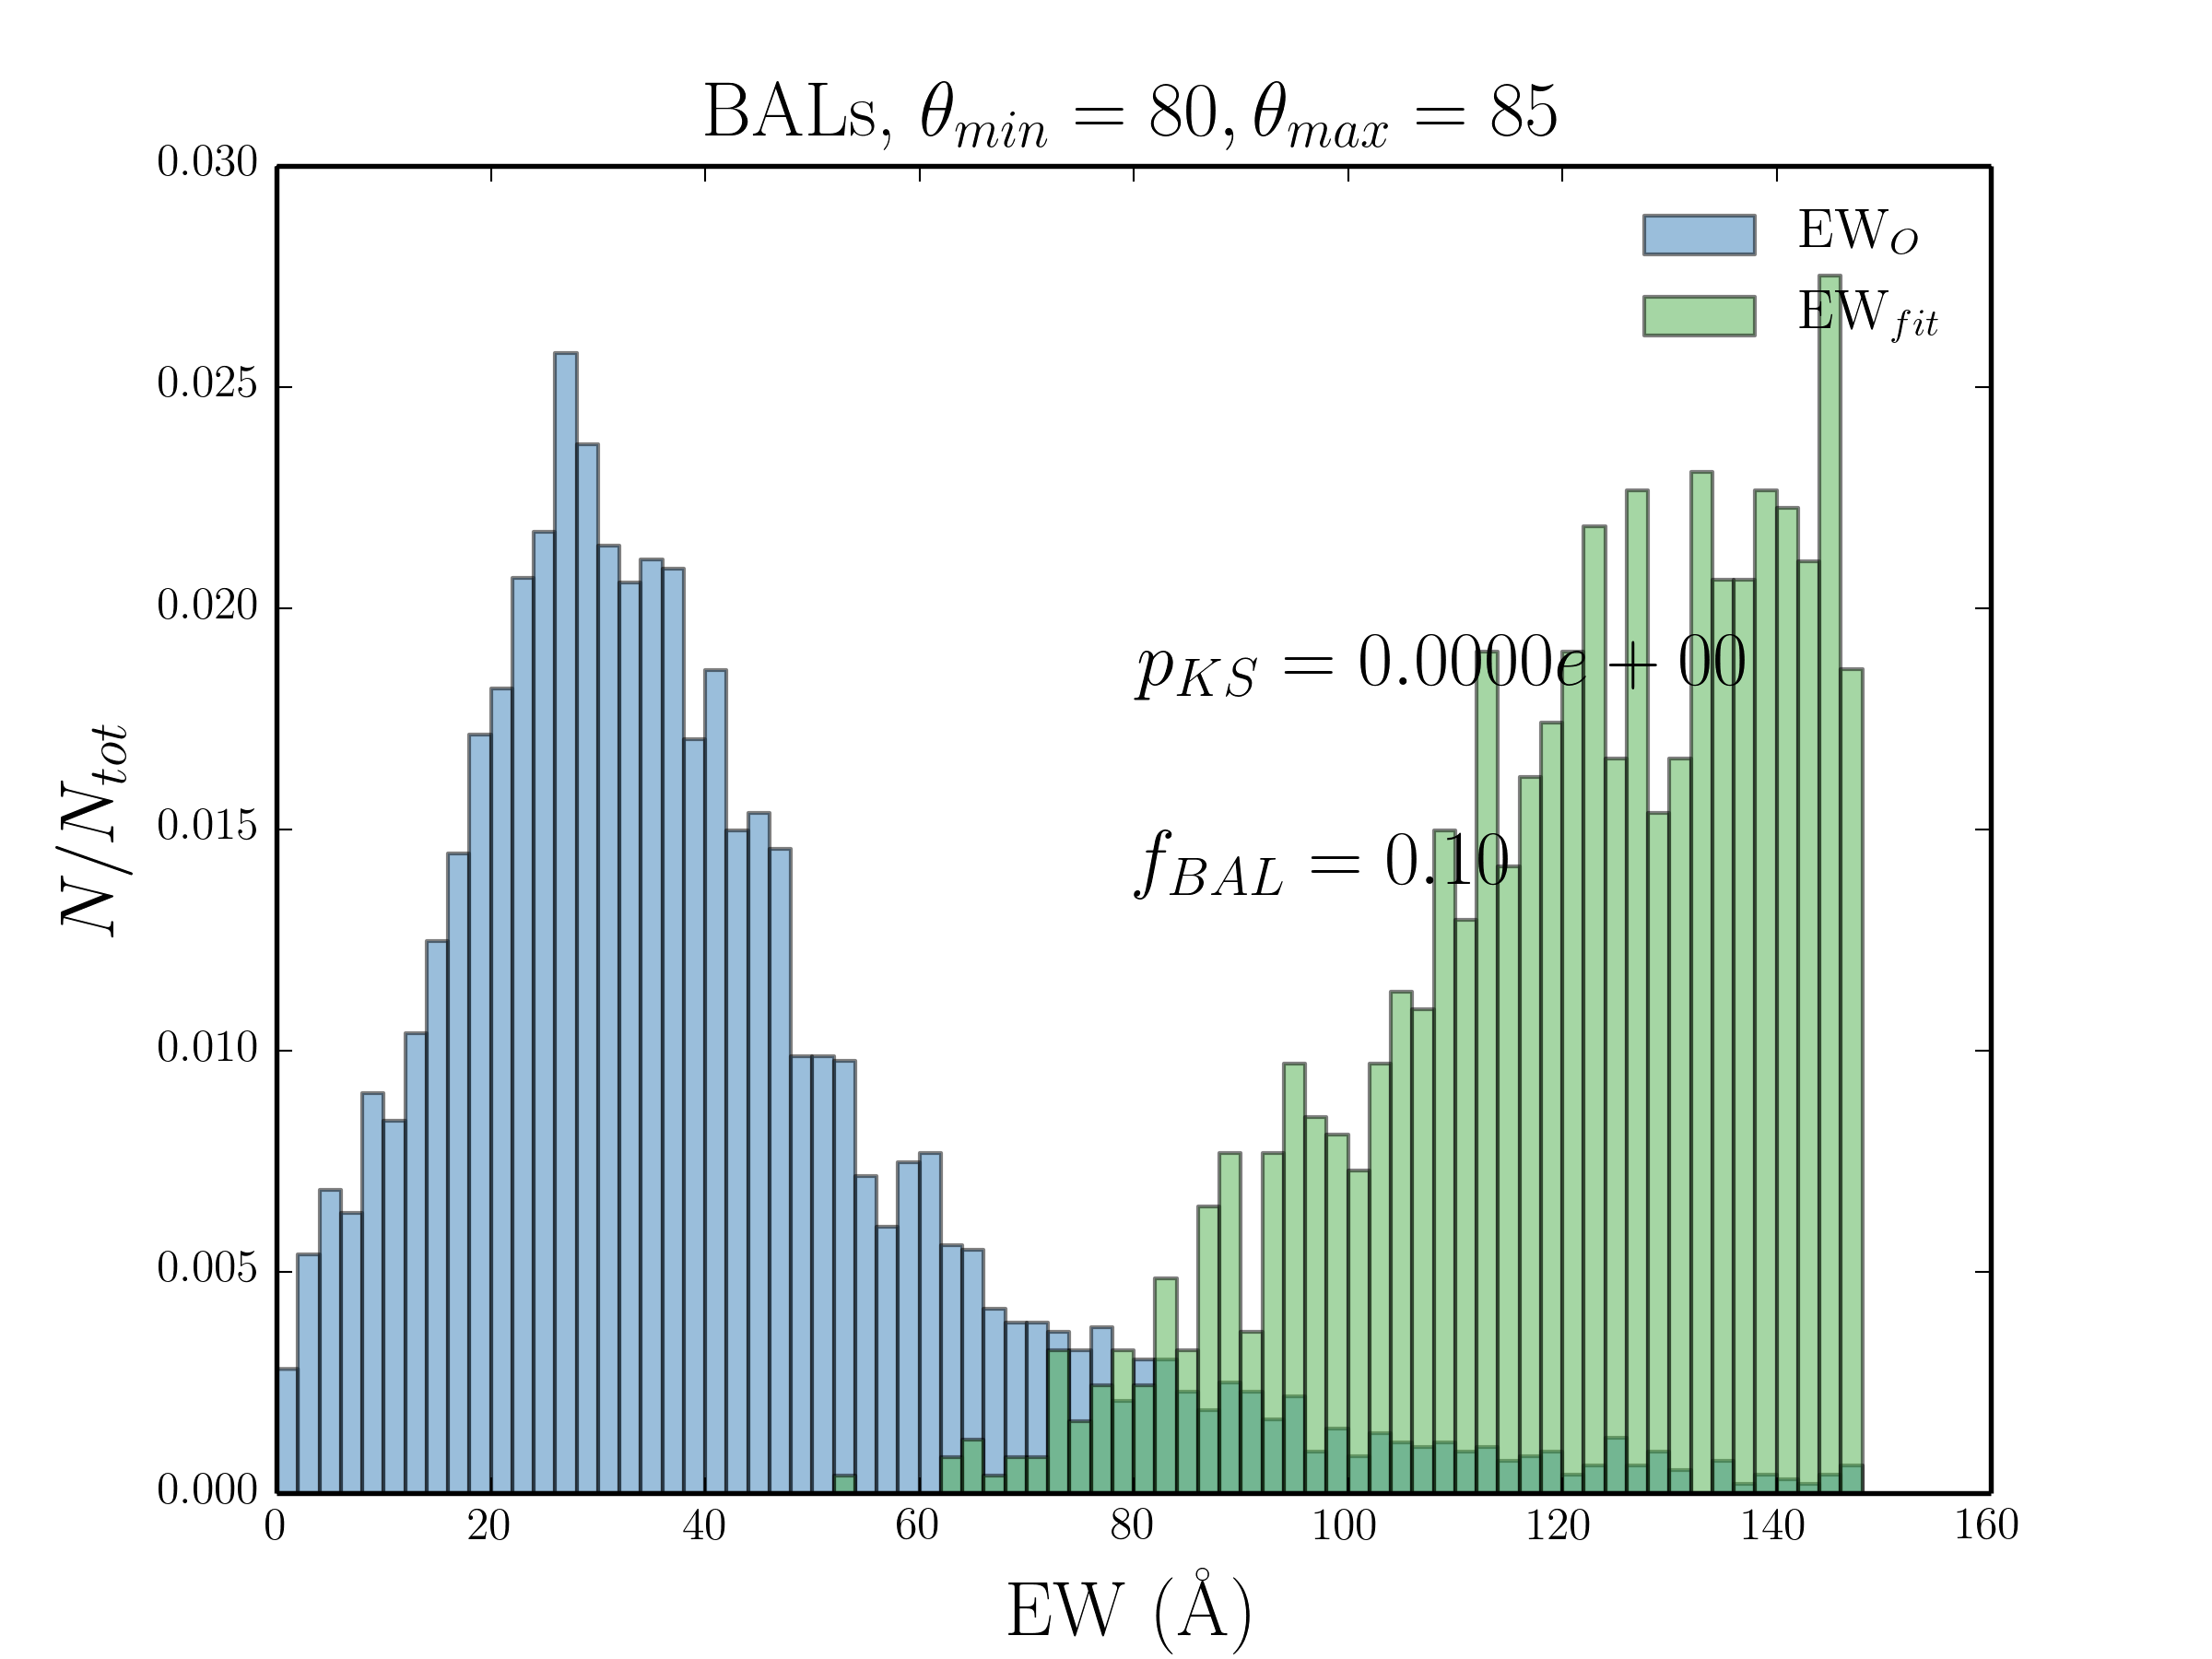 BALs, θ_min = 80, θ_max = 85
0.030
0.025
0.020
0.015
0.010
0.005
0.000
N/N_tot
EW_O
EW_fit
p_KS = 0.0000e + 00
f_BAL = 0.10
0 20 40 60 80 100 120 140 160
EW (Å)